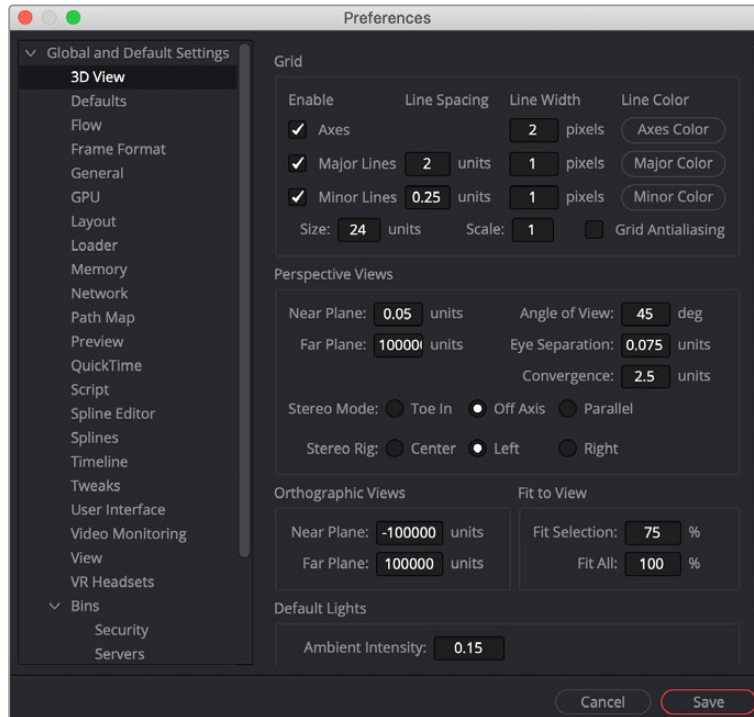 Preferences
Global and Default Settings
3D View
Defaults
Flow
Frame Format
General
GPU
Layout
Loader
Memory
Network
Path Map
Preview
QuickTime
Script
Spline Editor
Splines
Timeline
Tweaks
User Interface
Video Monitoring
View
VR Headsets
Bins
Security
Servers
Grid
Enable Line Spacing Line Width Line Color
Axes 2 pixels Axes Color
Major Lines 2 units 1 pixels Major Color
Minor Lines 0.25 units 1 pixels Minor Color
Size: 24 units Scale: 1 Grid Antialiasing
Perspective Views
Near Plane: 0.05 units Angle of View: 45 deg
Far Plane: 10000 units Eye Separation: 0.075 units
Convergence: 2.5 units
Stereo Mode: Toe In Off Axis Parallel
Stereo Rig: Center Left Right
Orthographic Views
Near Plane: -100000 units
Far Plane: 100000 units
Fit to View
Fit Selection: 75 %
Fit All: 100 %
Default Lights
Ambient Intensity: 0.15
Cancel Save